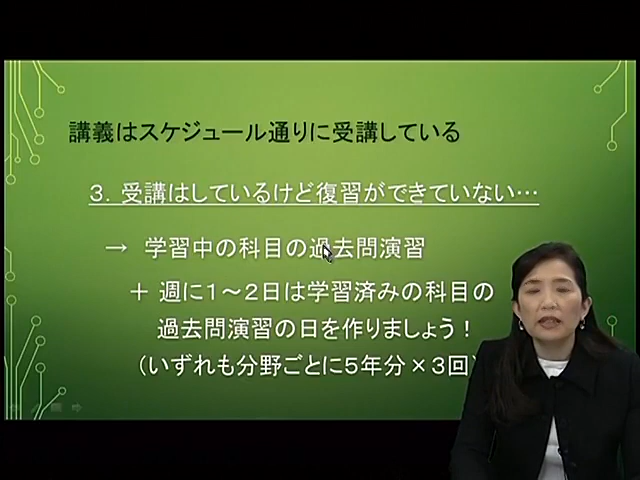 講義はスケジュール通りに受講している
３．受講はしているけど復習ができていない…
→ 学習中の科目の過去問演習
＋ 週に１～２日は学習済みの科目の
過去問演習の日を作りましょう！
（いずれも分野ごとに５年分×３回）